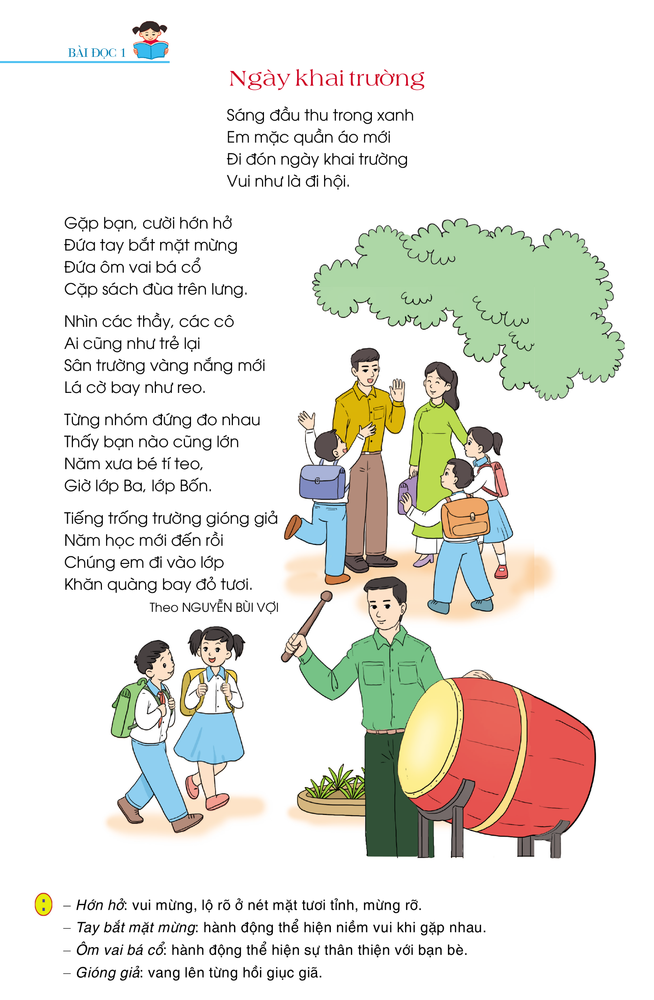 BÀI ĐỌC 1
Ngày khai trường
Sáng đầu thu trong xanh
Em mặc quần áo mới
Đi đón ngày khai trường
Vui như là đi hội.
Gặp bạn, cười hớn hở
Đứa tay bắt mặt mừng
Đứa ôm vai bá cổ
Cặp sách đùa trên lưng.
Nhìn các thầy, các cô
Ai cũng như trẻ lại
Sân trường vàng nắng mới
Lá cờ bay như reo.
Từng nhóm đứng đo nhau
Thấy bạn nào cũng lớn
Năm xưa bé tí teo,
Giờ lớp Ba, lớp Bốn.
Tiếng trống trường gióng giả
Năm học mới đến rồi
Chúng em đi vào lớp
Khăn quàng bay đỏ tươi.
Theo NGUYỄN BÙI VỢI
:
– Hớn hở: vui mừng, lộ rõ ở nét mặt tươi tỉnh, mừng rỡ.
– Tay bắt mặt mừng: hành động thể hiện niềm vui khi gặp nhau.
– Ôm vai bá cổ: hành động thể hiện sự thân thiện với bạn bè.
– Gióng giả: vang lên từng hồi giục giã.